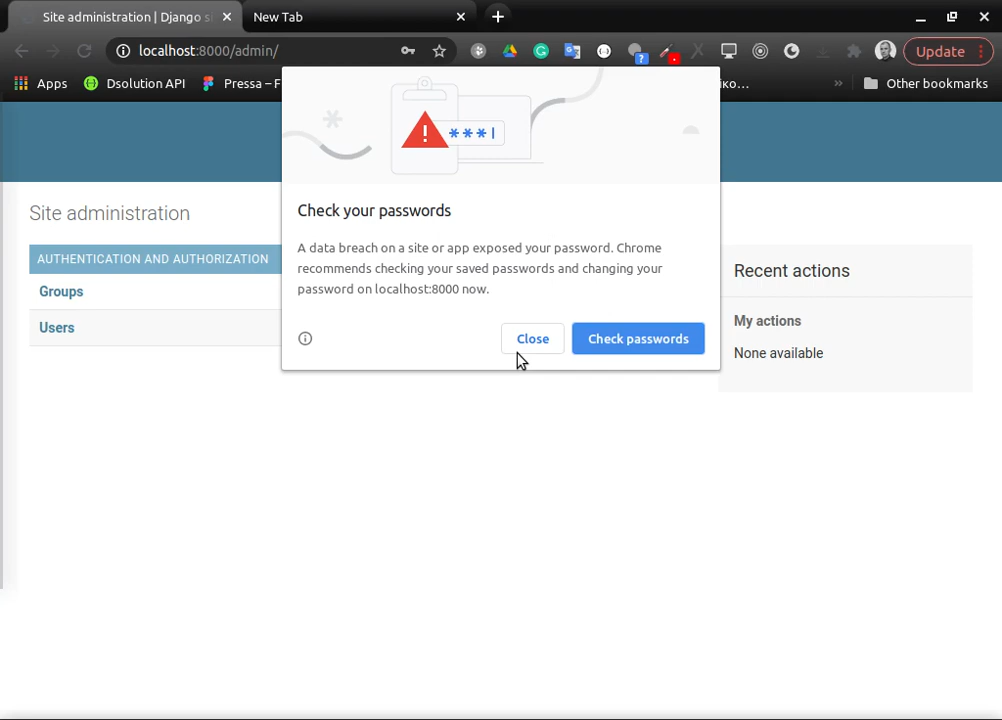 Site administration | Django si
New Tab
localhost:8000/admin/
Update
Apps
Dsolution API
Pressa – F
iko...
»
Other bookmarks
***|
Check your passwords
A data breach on a site or app exposed your password. Chrome
recommends checking your saved passwords and changing your
password on localhost:8000 now.
Close
Check passwords
Site administration
AUTHENTICATION AND AUTHORIZATION
Groups
Users
Recent actions
My actions
None available